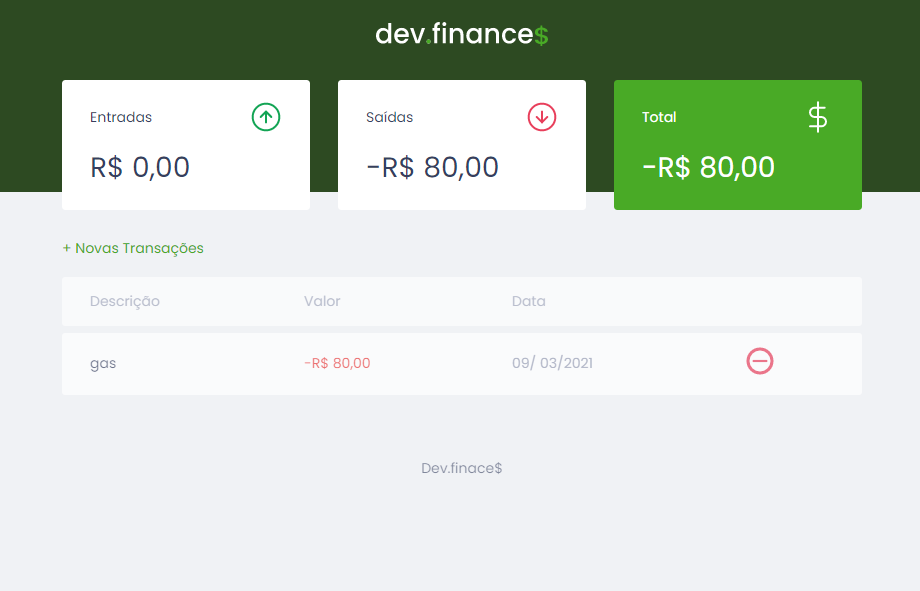 dev.finance$
Entradas
R$ 0,00
Saídas
-R$ 80,00
Total
$
-R$ 80,00
+ Novas Transações
Descrição Valor Data
gas -R$ 80,00 09/ 03/2021
Dev.finace$